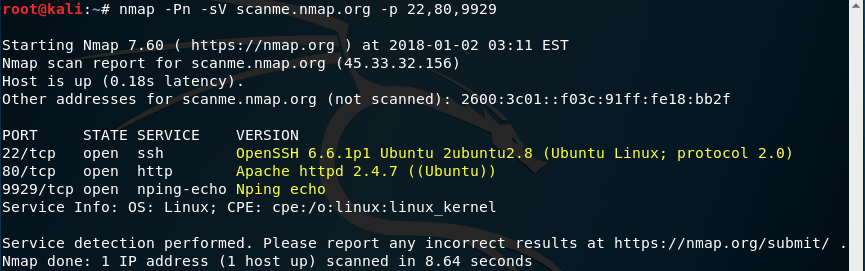 root@kali:~# nmap -Pn -sV scanme.nmap.org -p 22,80,9929
Starting Nmap 7.60 ( https://nmap.org ) at 2018-01-02 03:11 EST
Nmap scan report for scanme.nmap.org (45.33.32.156)
Host is up (0.18s latency).
Other addresses for scanme.nmap.org (not scanned): 2600:3c01::f03c:91ff:fe18:bb2f
PORT     STATE SERVICE    VERSION
22/tcp   open  ssh        OpenSSH 6.6.1p1 Ubuntu 2ubuntu2.8 (Ubuntu Linux; protocol 2.0)
80/tcp   open  http       Apache httpd 2.4.7 ((Ubuntu))
9929/tcp open  nping-echo Nping echo
Service Info: OS: Linux; CPE: cpe:/o:linux:linux_kernel
Service detection performed. Please report any incorrect results at https://nmap.org/submit/ .
Nmap done: 1 IP address (1 host up) scanned in 8.64 seconds